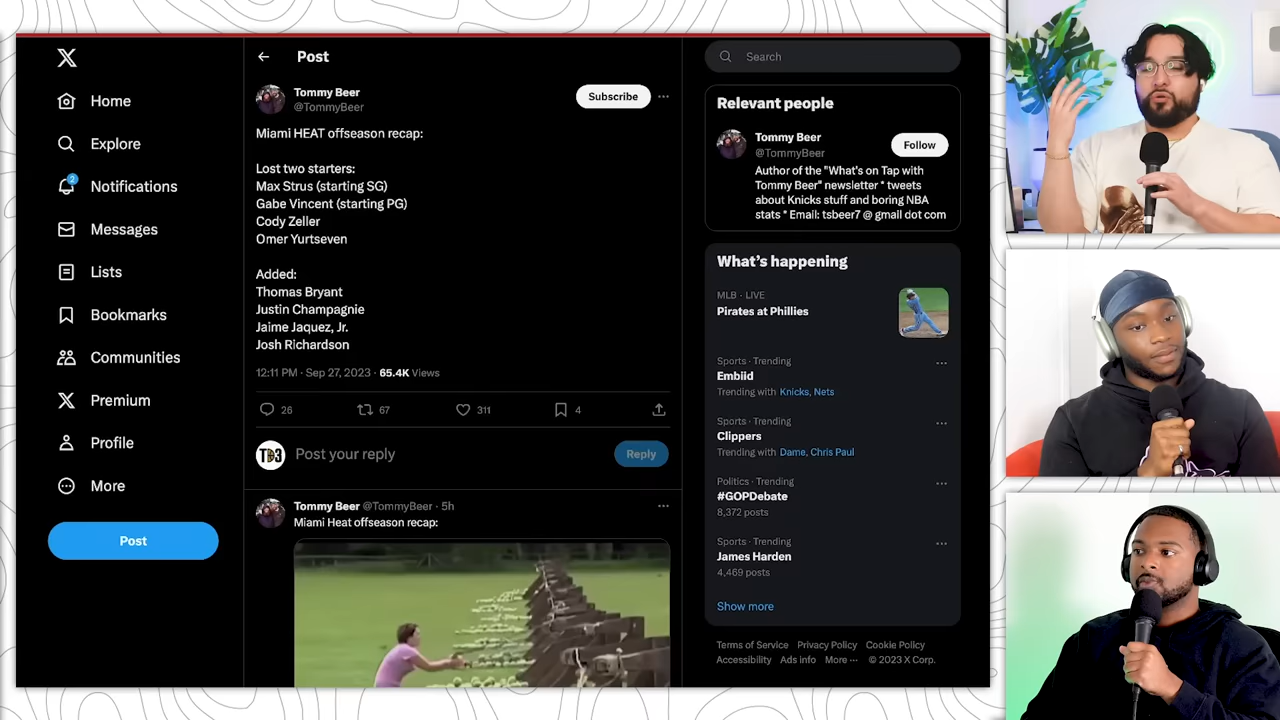 Home
Explore
2
Notifications
Messages
Lists
Bookmarks
Communities
Premium
Profile
More
Post
Post
Tommy Beer
@TommyBeer
Subscribe
Miami HEAT offseason recap:
Lost two starters:
Max Strus (starting SG)
Gabe Vincent (starting PG)
Cody Zeller
Omer Yurtseven
Added:
Thomas Bryant
Justin Champagnie
Jaime Jaquez, Jr.
Josh Richardson
12:11 PM · Sep 27, 2023 · 65.4K Views
26 67 311 4
TD3
Post your reply
Reply
Tommy Beer @TommyBeer · 5h
Miami Heat offseason recap:
Search
Relevant people
Tommy Beer
@TommyBeer
Follow
Author of the "What's on Tap with
Tommy Beer" newsletter * tweets
about Knicks stuff and boring NBA
stats * Email: tsbeer7 @ gmail dot com
What's happening
MLB · LIVE
Pirates at Phillies
Sports · Trending
Embiid
Trending with Knicks, Nets
Sports · Trending
Clippers
Trending with Dame, Chris Paul
Politics · Trending
#GOPDebate
8,372 posts
Sports · Trending
James Harden
4,469 posts
Show more
Terms of Service Privacy Policy Cookie Policy
Accessibility Ads info More ··· © 2023 X Corp.